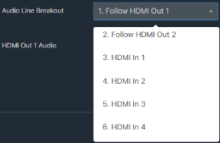 Audio Line Breakout
1. Follow HDMI Out 1
2. Follow HDMI Out 2
HDMI Out 1 Audio
3. HDMI In 1
4. HDMI In 2
5. HDMI In 3
6. HDMI In 4